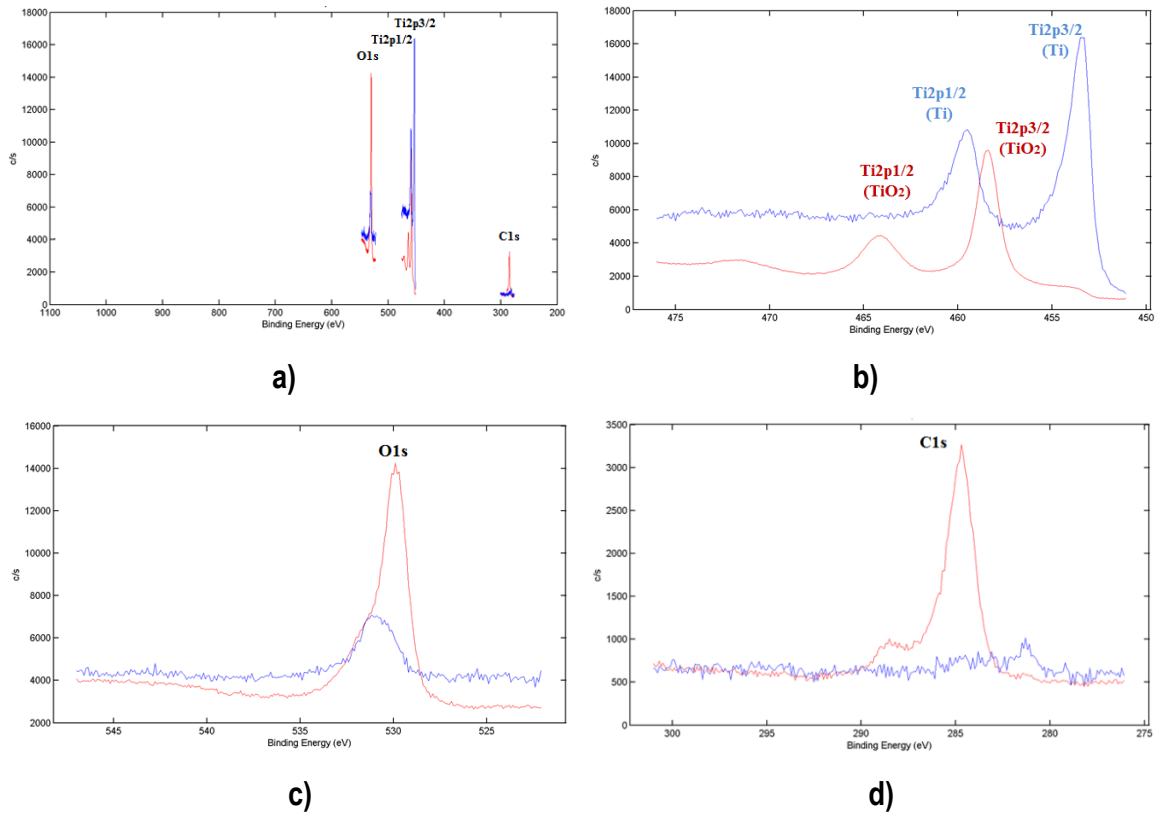 Ti2p3/2
Ti2p1/2
O1s
C1s
18000
16000
14000
12000
10000
8000
6000
4000
2000
0
c/s
1100 1000 900 800 700 600 500 400 300 200
Binding Energy (eV)
a)
Ti2p3/2
(Ti)
Ti2p1/2
(Ti)
Ti2p3/2
(TiO₂)
Ti2p1/2
(TiO₂)
18000
16000
14000
12000
10000
8000
6000
4000
2000
0
c/s
475 470 465 460 455 450
Binding Energy (eV)
b)
O1s
16000
14000
12000
10000
8000
6000
4000
2000
c/s
545 540 535 530 525
Binding Energy (eV)
c)
C1s
3500
3000
2500
2000
1500
1000
500
0
c/s
300 295 290 285 280 275
Binding Energy (eV)
d)